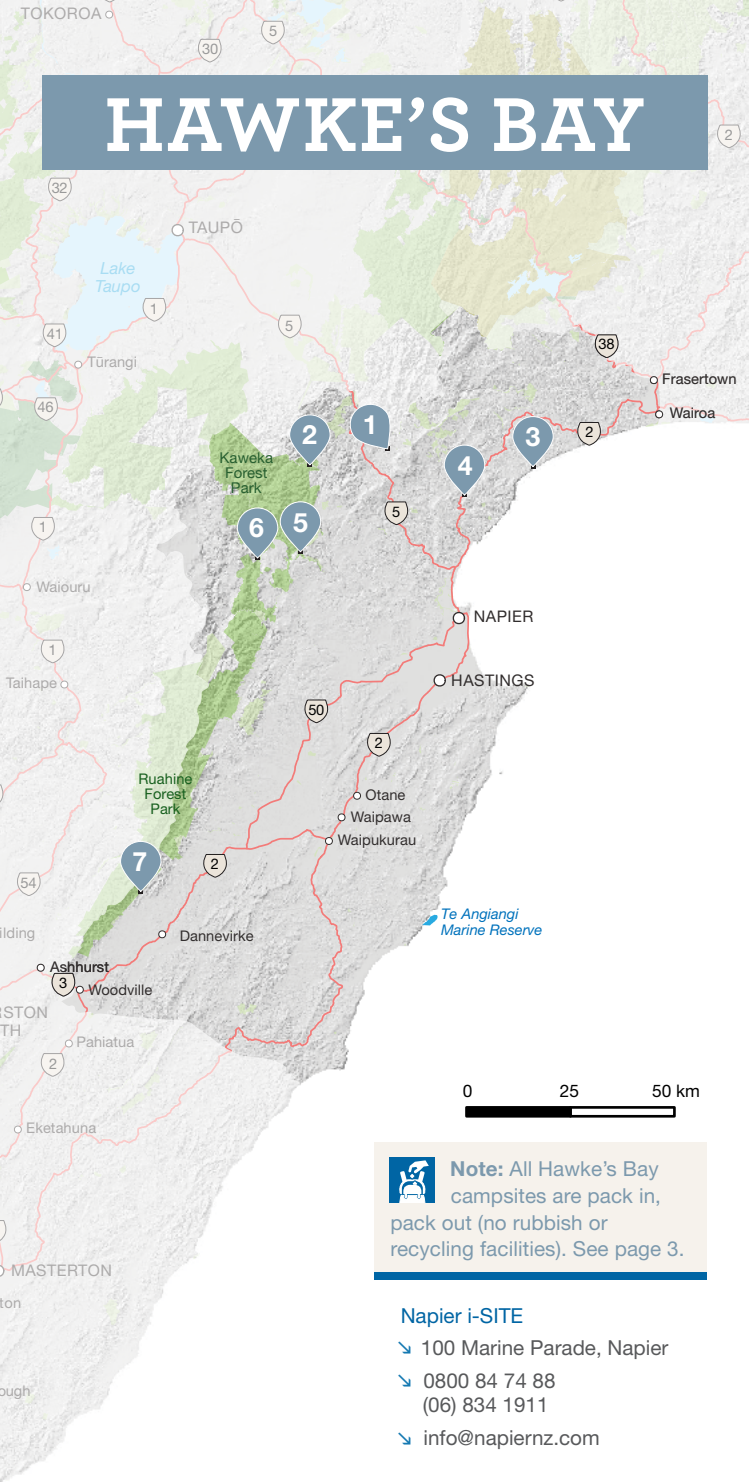 TOKOROA
5
30
HAWKE'S BAY
2
32
TAUPŌ
Lake
Taupo
1
5
41
38
Tūrangi
Frasertown
46
Wairoa
1
2
3
2
4
Kaweka
Forest
Park
5
6
5
1
Waiouru
NAPIER
1
Taihape
HASTINGS
50
2
Ruahine
Forest
Park
Otane
Waipawa
Waipukurau
7
2
54
Te Angiangi
Marine Reserve
ilding
Dannevirke
Ashhurst
3
Woodville
RSTON
TH
Pahiatua
2
0 25 50 km
Eketahuna
Note: All Hawke's Bay
campsites are pack in,
pack out (no rubbish or
recycling facilities). See page 3.
MASTERTON
ton
ough
Napier i-SITE
100 Marine Parade, Napier
0800 84 74 88
(06) 834 1911
info@napiernz.com